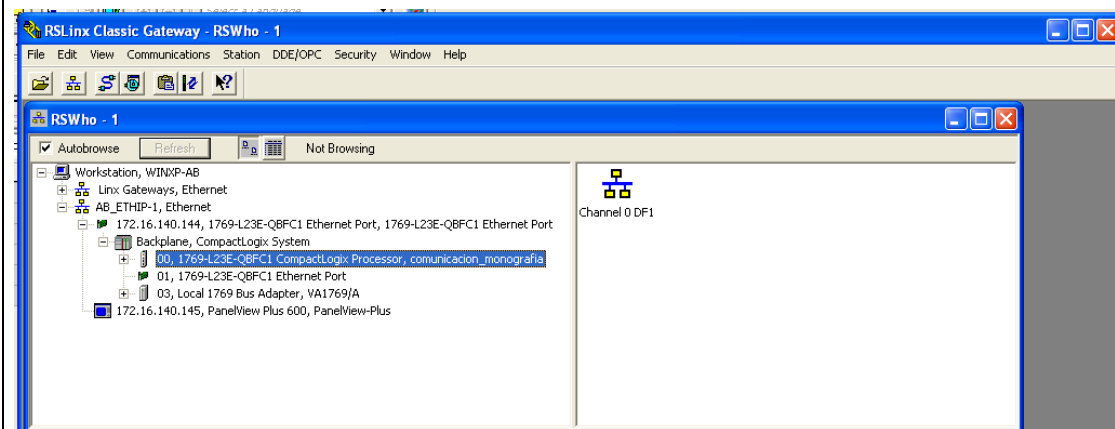 RSLinx Classic Gateway - RSWho - 1
File Edit View Communications Station DDE/OPC Security Window Help
RSWho - 1
Autobrowse Refresh Not Browsing
Workstation, WINXP-AB
Linx Gateways, Ethernet
AB_ETHIP-1, Ethernet
172.16.140.144, 1769-L23E-QBFC1 Ethernet Port, 1769-L23E-QBFC1 Ethernet Port
Backplane, CompactLogix System
00, 1769-L23E-QBFC1 CompactLogix Processor, comunicacion_monografia
01, 1769-L23E-QBFC1 Ethernet Port
03, Local 1769 Bus Adapter, VA1769/A
172.16.140.145, PanelView Plus 600, PanelView-Plus
Channel 0 DF1